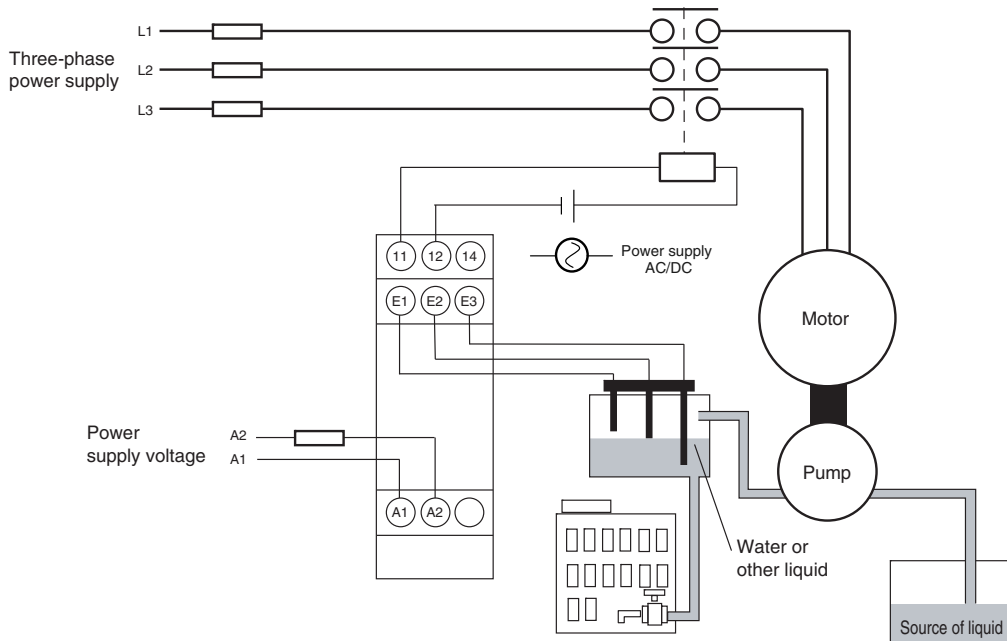 L1
Three-phase
power supply
L2
L3
11 12 14
Power supply
AC/DC
E1 E2 E3
Motor
Power
supply voltage
A2
A1
Pump
A1 A2
Water or
other liquid
Source of liquid